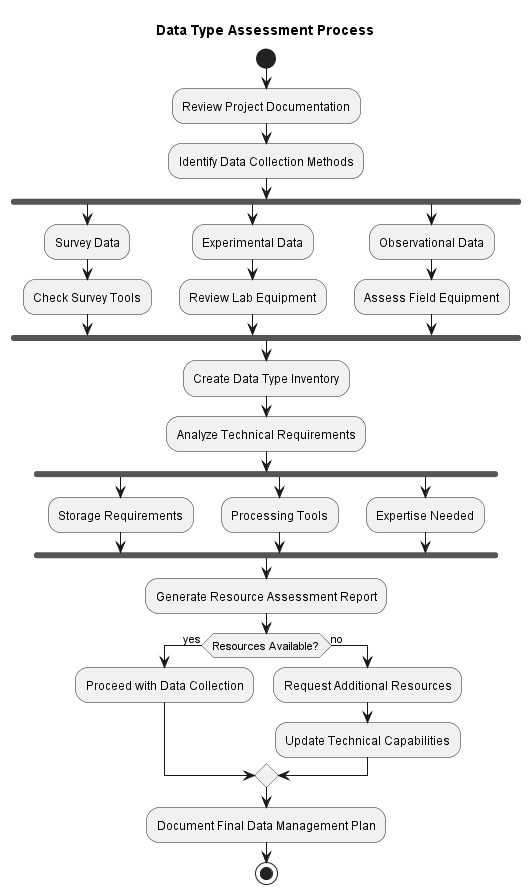 Data Type Assessment Process
Review Project Documentation
Identify Data Collection Methods
Survey Data
Experimental Data
Observational Data
Check Survey Tools
Review Lab Equipment
Assess Field Equipment
Create Data Type Inventory
Analyze Technical Requirements
Storage Requirements
Processing Tools
Expertise Needed
Generate Resource Assessment Report
yes
Resources Available?
no
Proceed with Data Collection
Request Additional Resources
Update Technical Capabilities
Document Final Data Management Plan